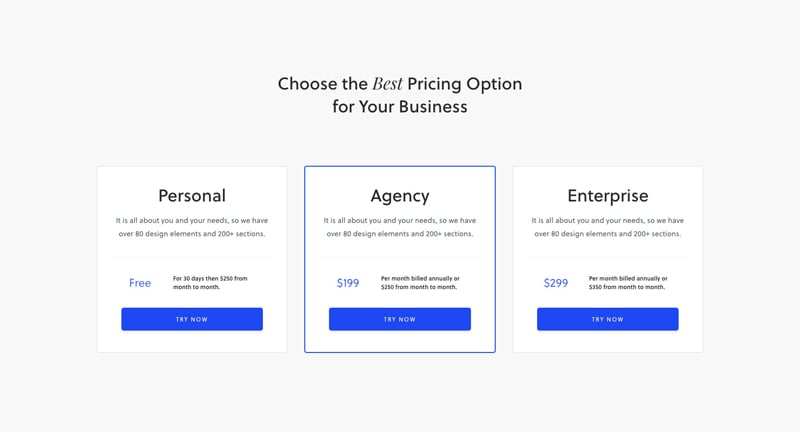 Choose the Best Pricing Option
for Your Business
Personal
It is all about you and your needs, so we have
over 80 design elements and 200+ sections.
Free
For 30 days then $250 from
month to month.
TRY NOW
Agency
It is all about you and your needs, so we have
over 80 design elements and 200+ sections.
$199
Per month billed annually or
$250 from month to month.
TRY NOW
Enterprise
It is all about you and your needs, so we have
over 80 design elements and 200+ sections.
$299
Per month billed annually or
$350 from month to month.
TRY NOW